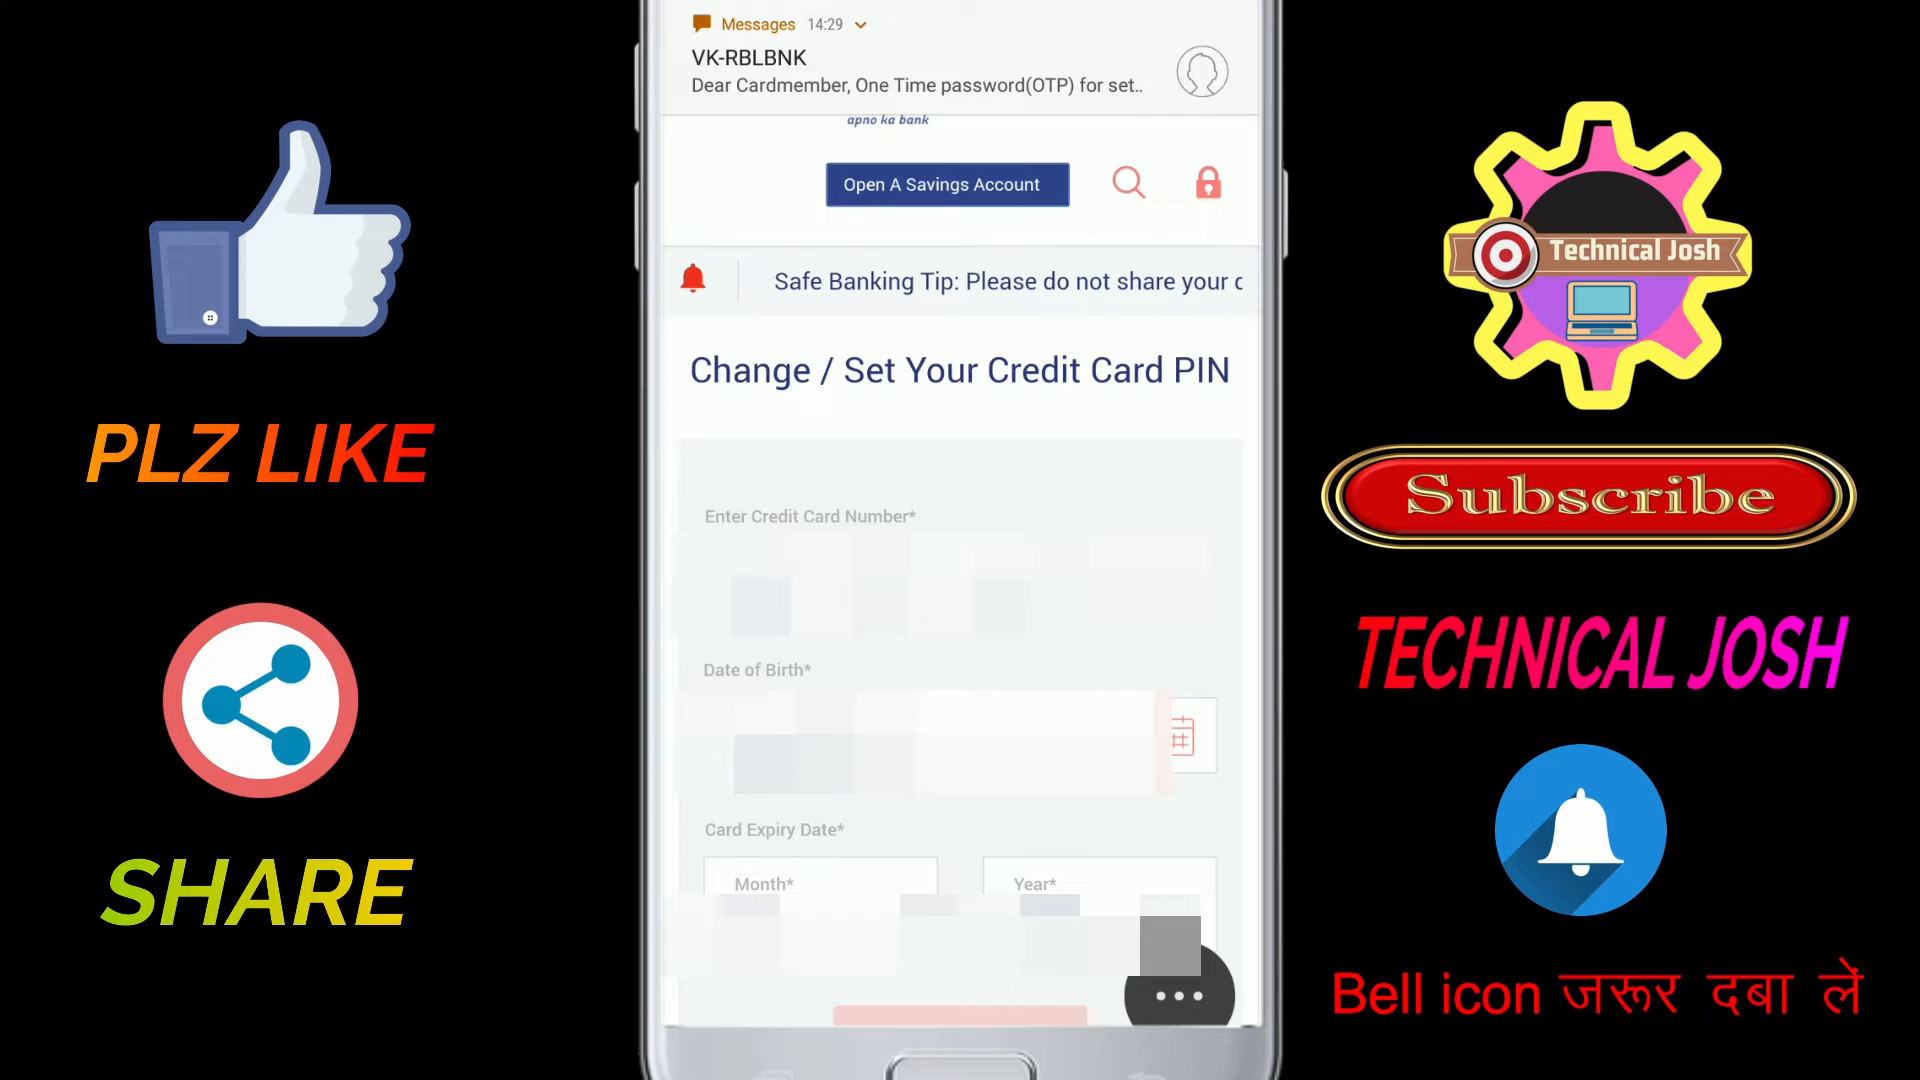 Messages 14:29
VK-RBLBNK
Dear Cardmember, One Time password(OTP) for set..
apno ka bank
Open A Savings Account
Safe Banking Tip: Please do not share your c
Change / Set Your Credit Card PIN
Enter Credit Card Number*
Date of Birth*
Card Expiry Date*
Month*
Year*
PLZ LIKE
SHARE
Technical Josh
Subscribe
TECHNICAL JOSH
Bell icon जरूर दबा लें